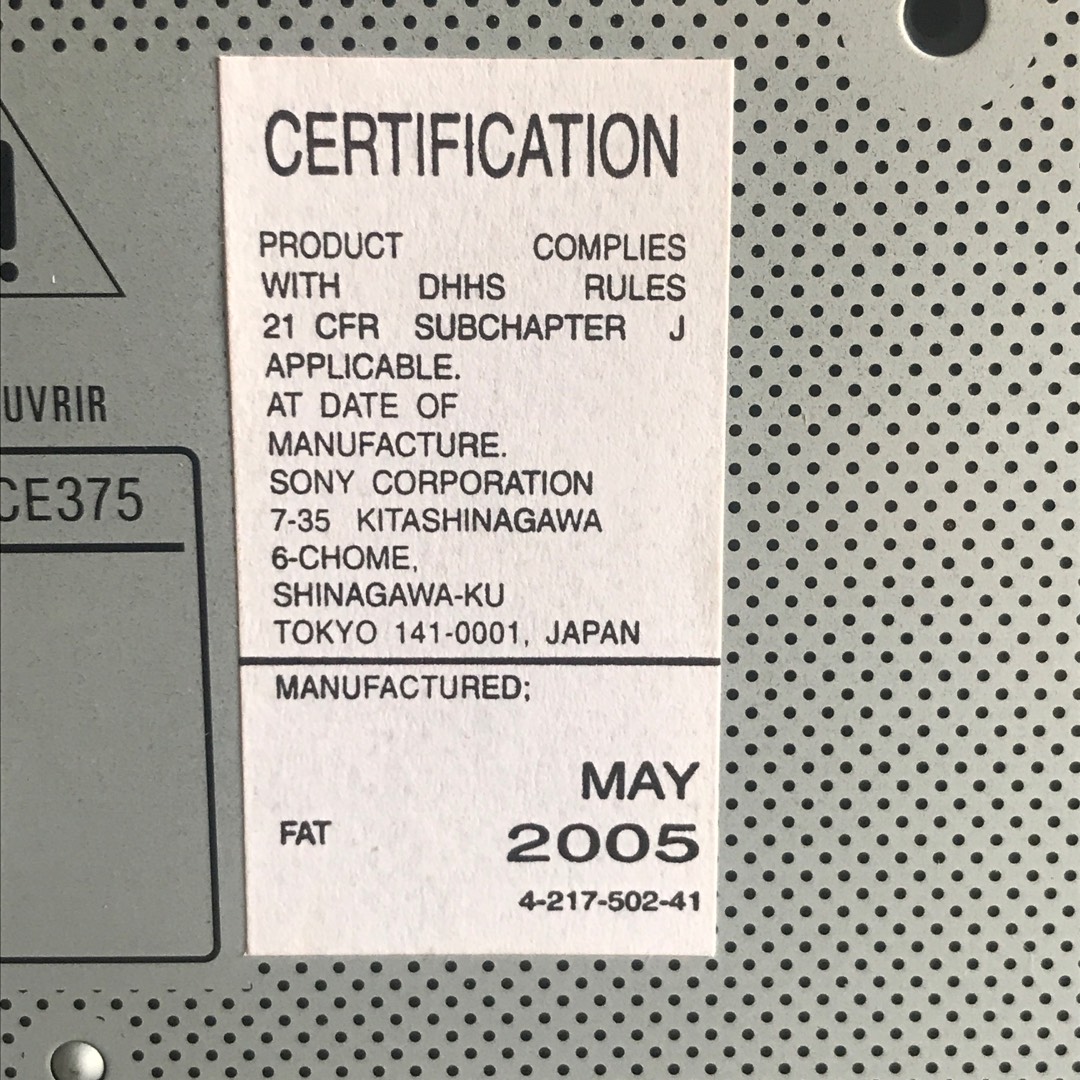 CERTIFICATION
PRODUCT COMPLIES
WITH DHHS RULES
21 CFR SUBCHAPTER J
APPLICABLE.
AT DATE OF
MANUFACTURE.
SONY CORPORATION
7-35 KITASHINAGAWA
6-CHOME,
SHINAGAWA-KU
TOKYO 141-0001, JAPAN
MANUFACTURED;
MAY
FAT 2005
4-217-502-41
UVRIR
CE375